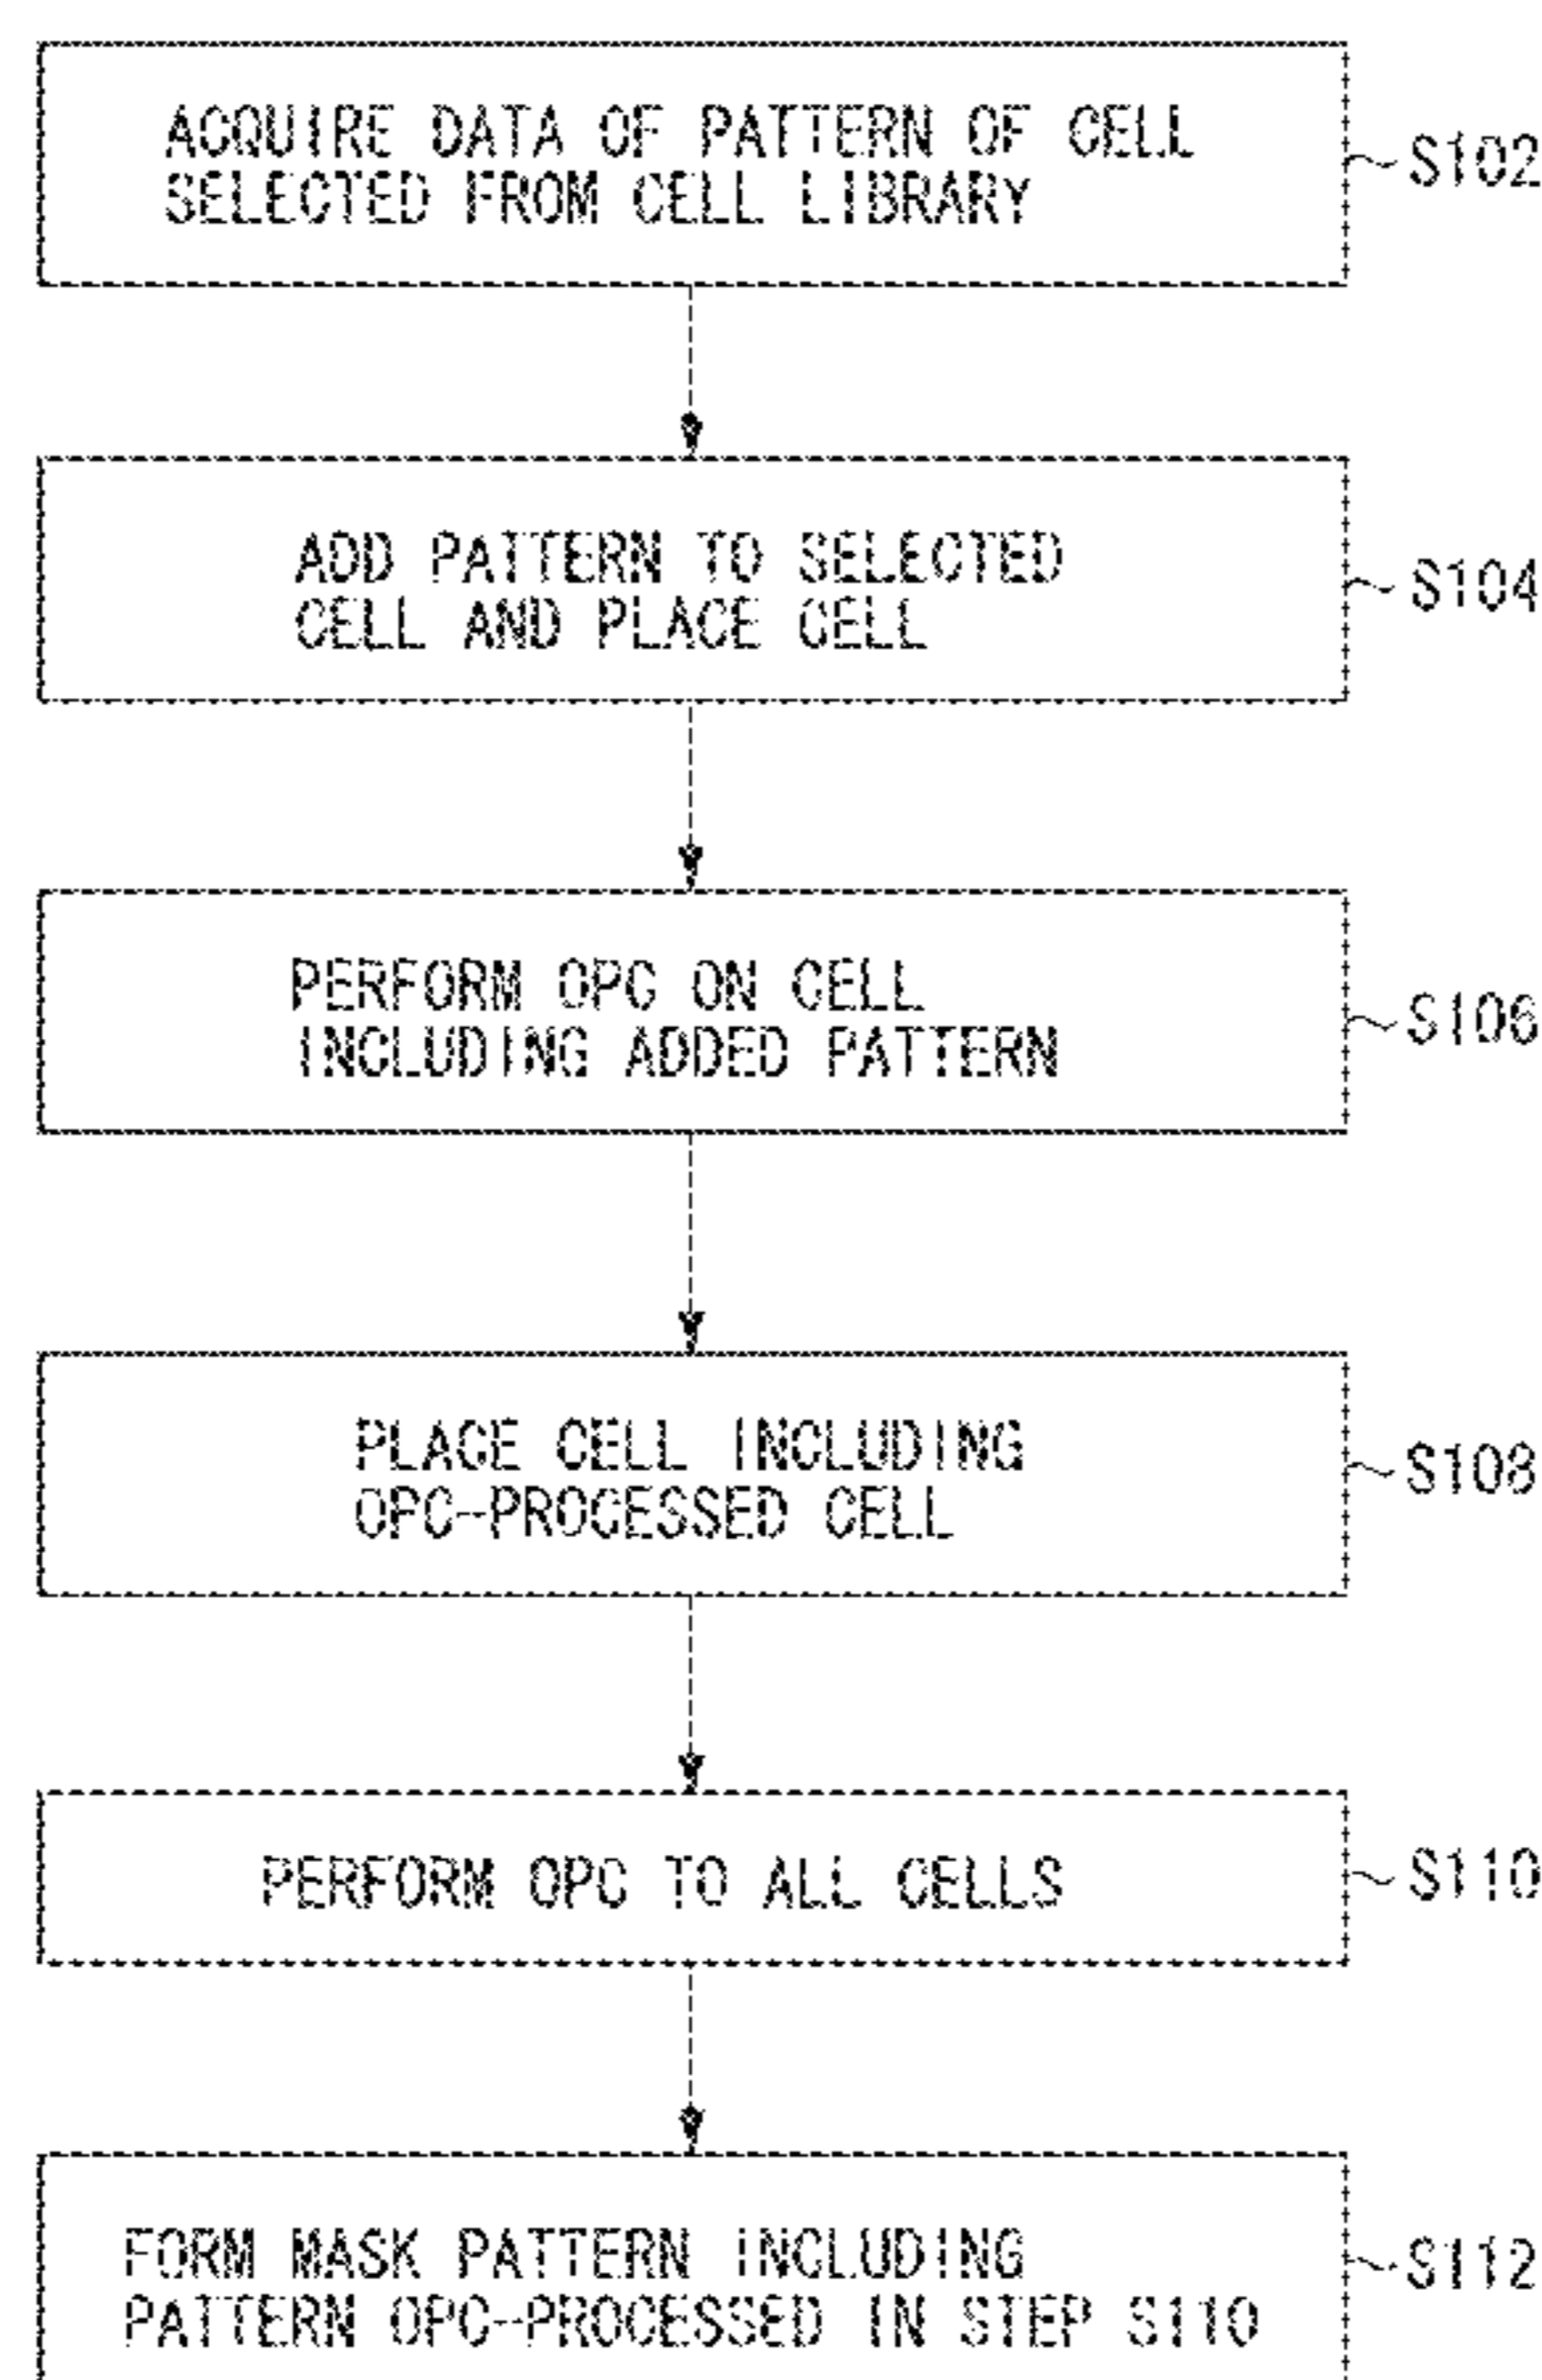 ACQUIRE DATA OF PATTERN OF CELL
SELECTED FROM CELL LIBRARY
S102
ADD PATTERN TO SELECTED
CELL AND PLACE CELL
S104
PERFORM OPC ON CELL
INCLUDING ADDED PATTERN
S106
PLACE CELL INCLUDING
OPC-PROCESSED CELL
S108
PERFORM OPC TO ALL CELLS
S110
FORM MASK PATTERN INCLUDING
PATTERN OPC-PROCESSED IN STEP S110
S112